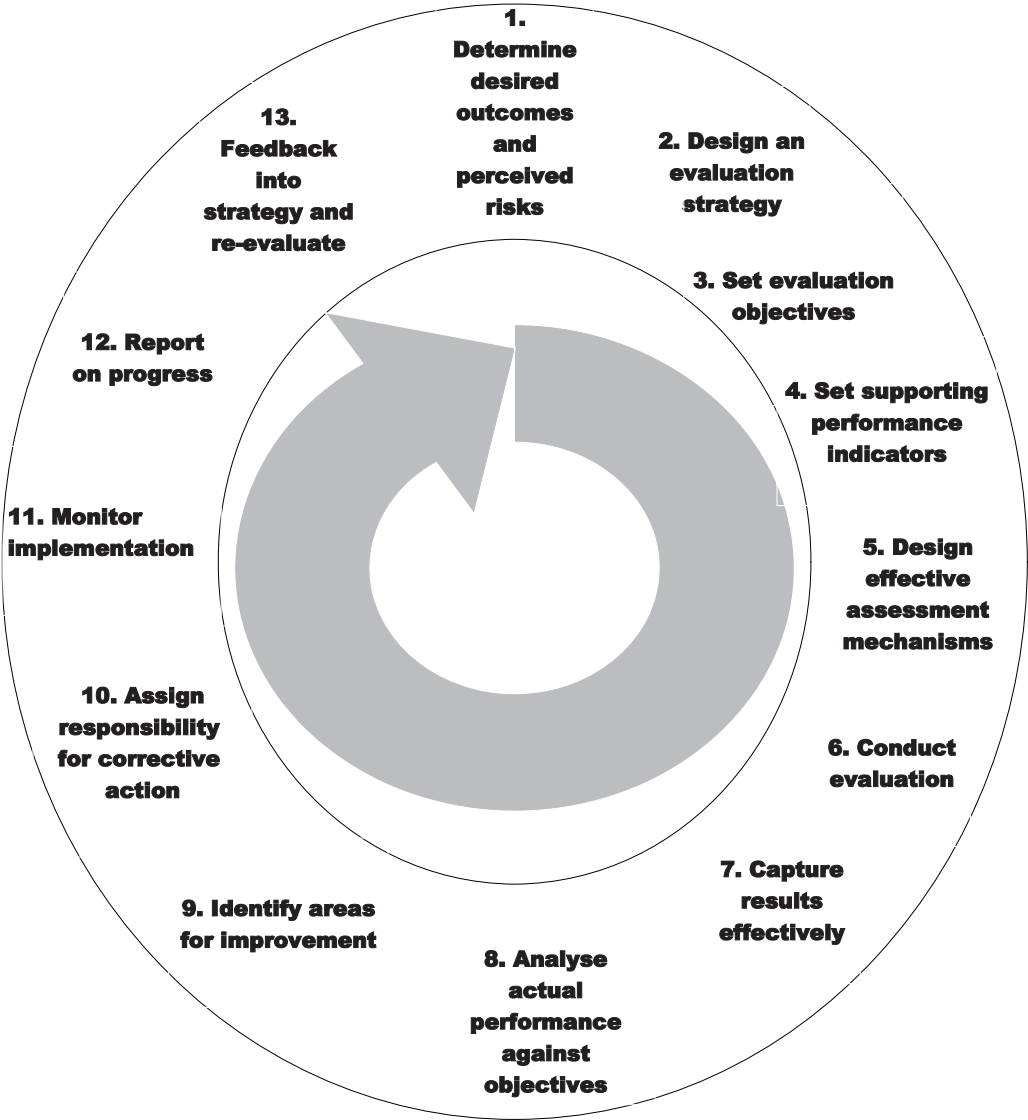 1.
Determine
desired
outcomes
and
perceived
risks
2. Design an
evaluation
strategy
3. Set evaluation
objectives
4. Set supporting
performance
indicators
5. Design
effective
assessment
mechanisms
6. Conduct
evaluation
7. Capture
results
effectively
8. Analyse
actual
performance
against
objectives
9. Identify areas
for improvement
10. Assign
responsibility
for corrective
action
11. Monitor
implementation
12. Report
on progress
13.
Feedback
into
strategy and
re-evaluate